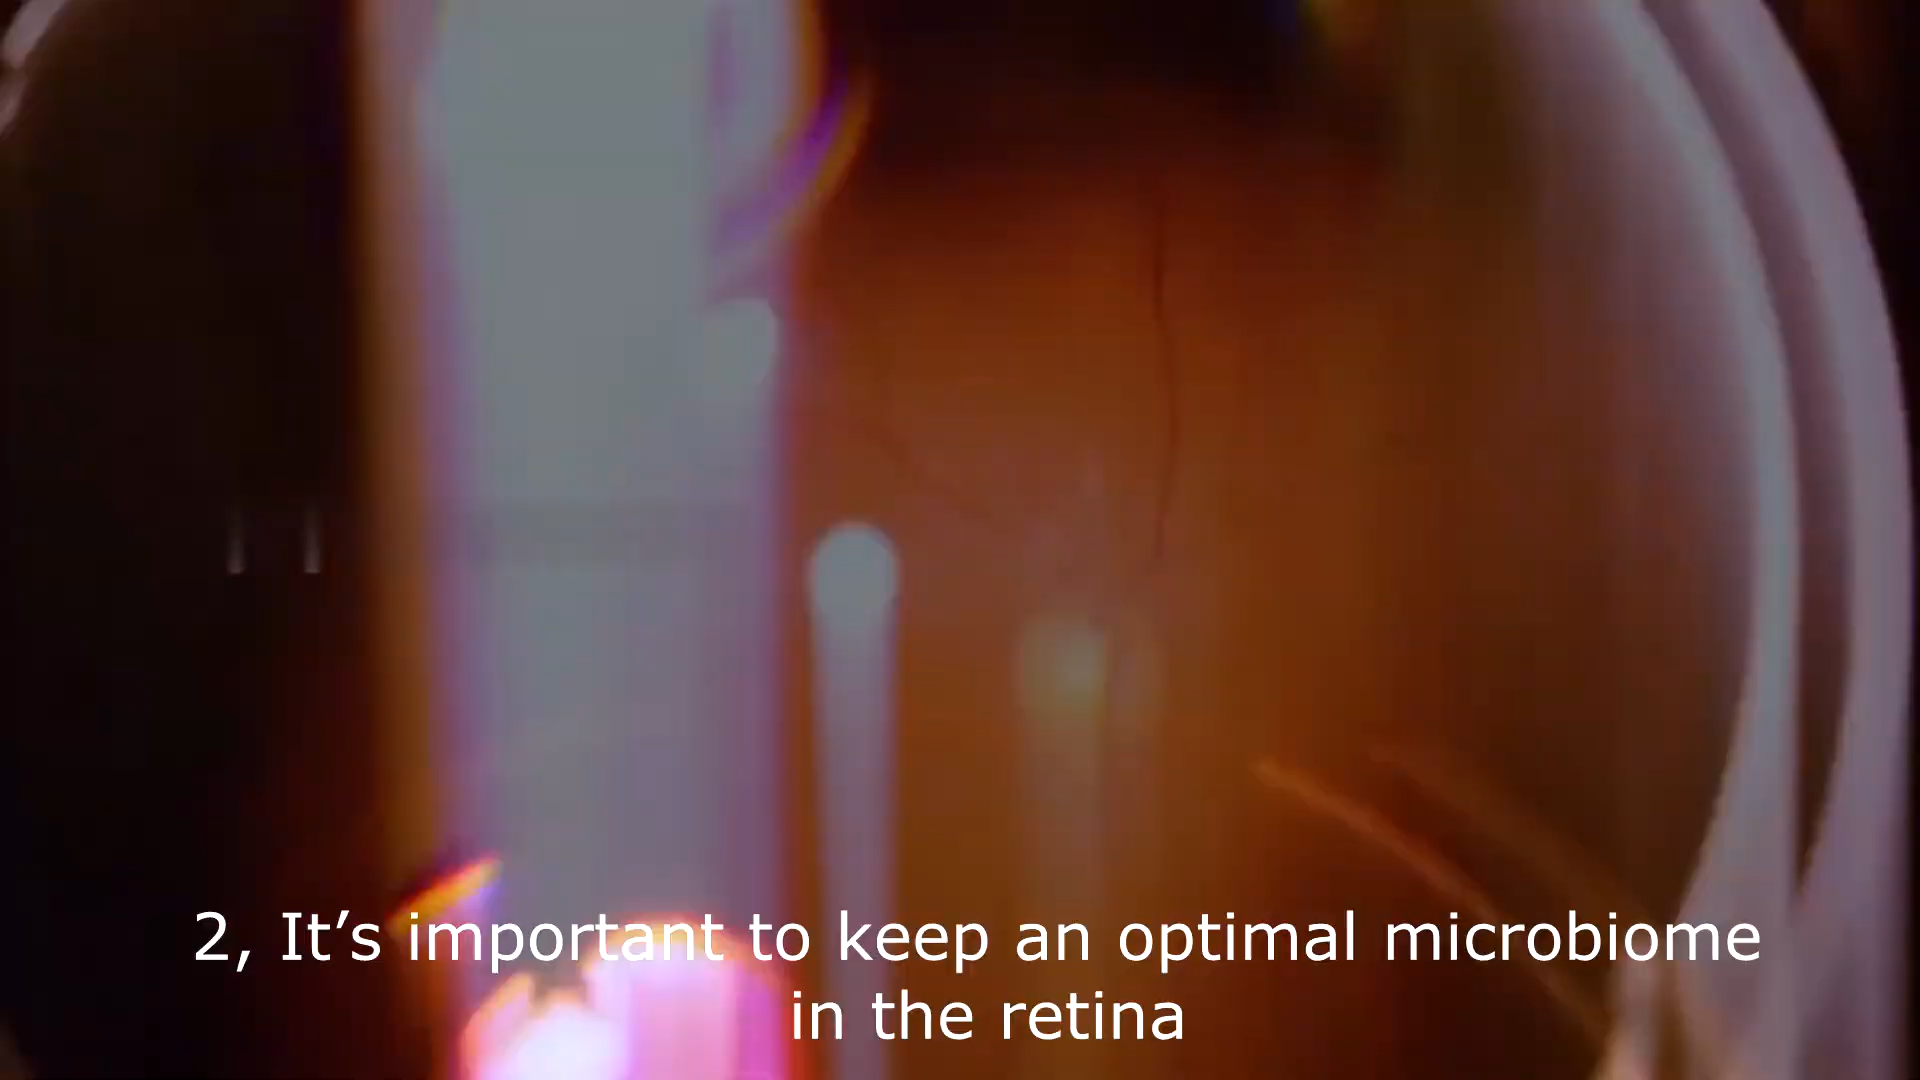 2, It’s important to keep an optimal microbiome
in the retina